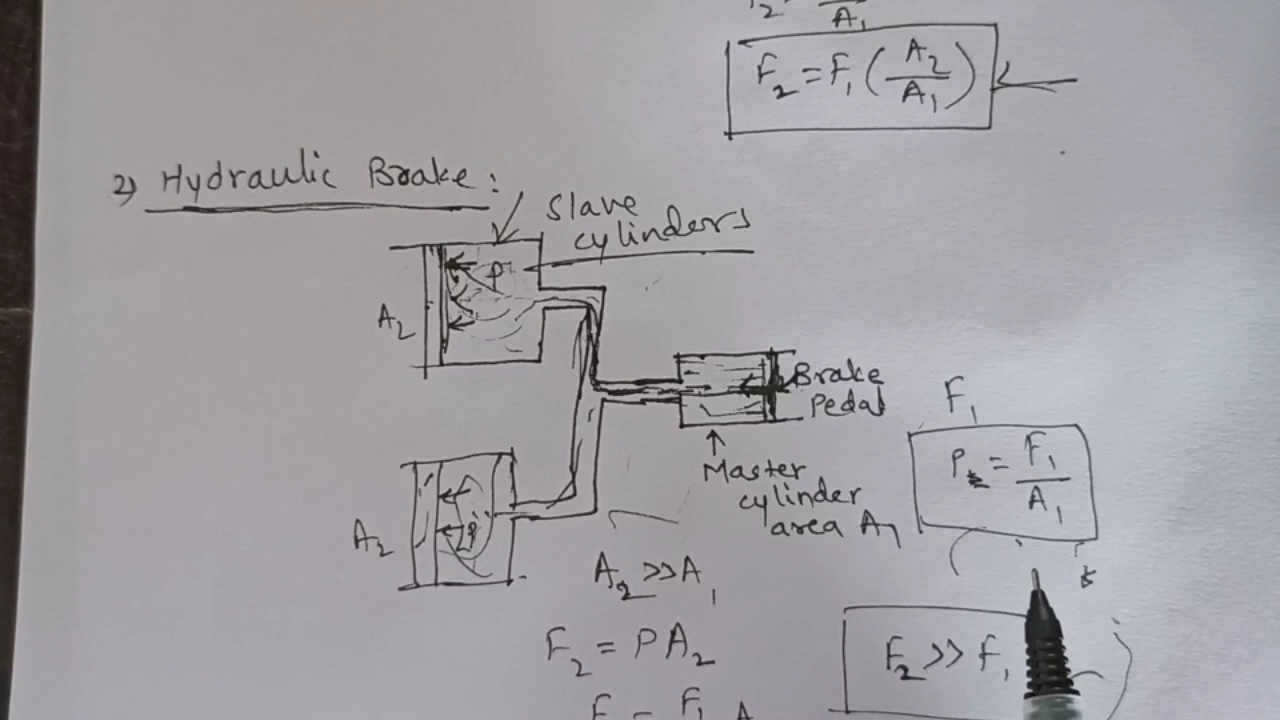 F₂ = F₁ (A₂/A₁)
2) Hydraulic Brake:
Slave
cylinders
P
A₂
Brake
Pedal
Master
cylinder
area A₁
F₁
P = F₁/A₁
A₂
P
A₂ >> A₁
F₂ = P A₂
F₂ >> F₁